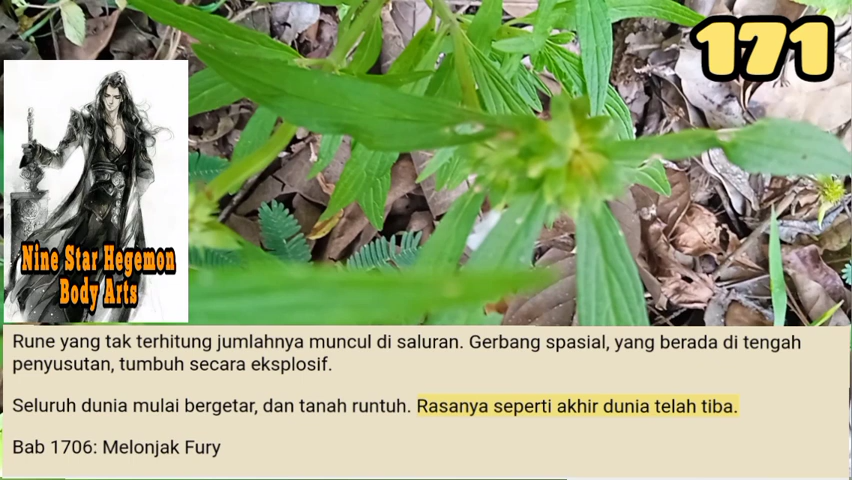 171
Nine Star Hegemon
Body Arts
Rune yang tak terhitung jumlahnya muncul di saluran. Gerbang spasial, yang berada di tengah
penyusutan, tumbuh secara eksplosif.
Seluruh dunia mulai bergetar, dan tanah runtuh. Rasanya seperti akhir dunia telah tiba.
Bab 1706: Melonjak Fury